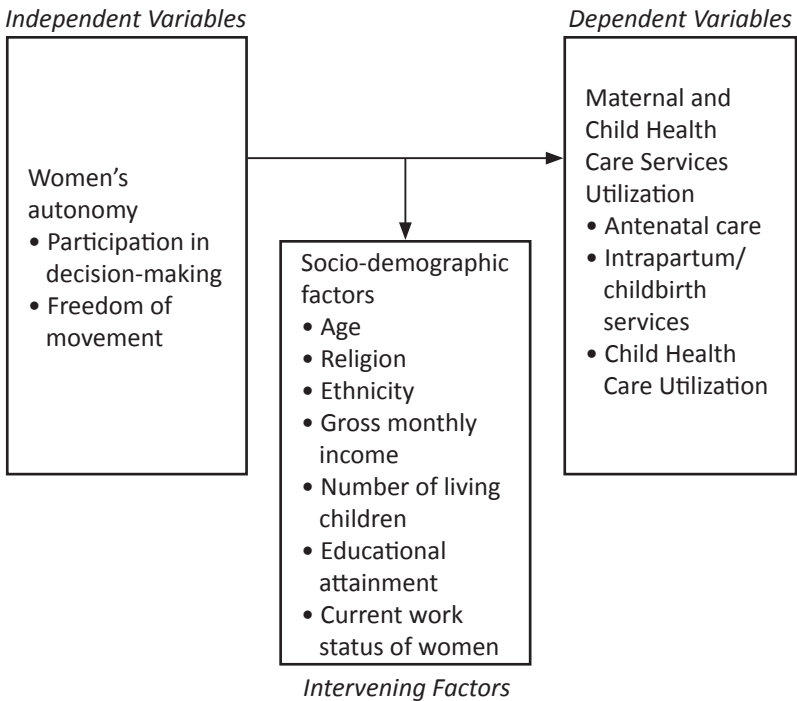 Independent Variables
Women's
autonomy
• Participation in
decision-making
• Freedom of
movement
Socio-demographic
factors
• Age
• Religion
• Ethnicity
• Gross monthly
income
• Number of living
children
• Educational
attainment
• Current work
status of women
Intervening Factors
Dependent Variables
Maternal and
Child Health
Care Services
Utilization
• Antenatal care
• Intrapartum/
childbirth
services
• Child Health
Care Utilization